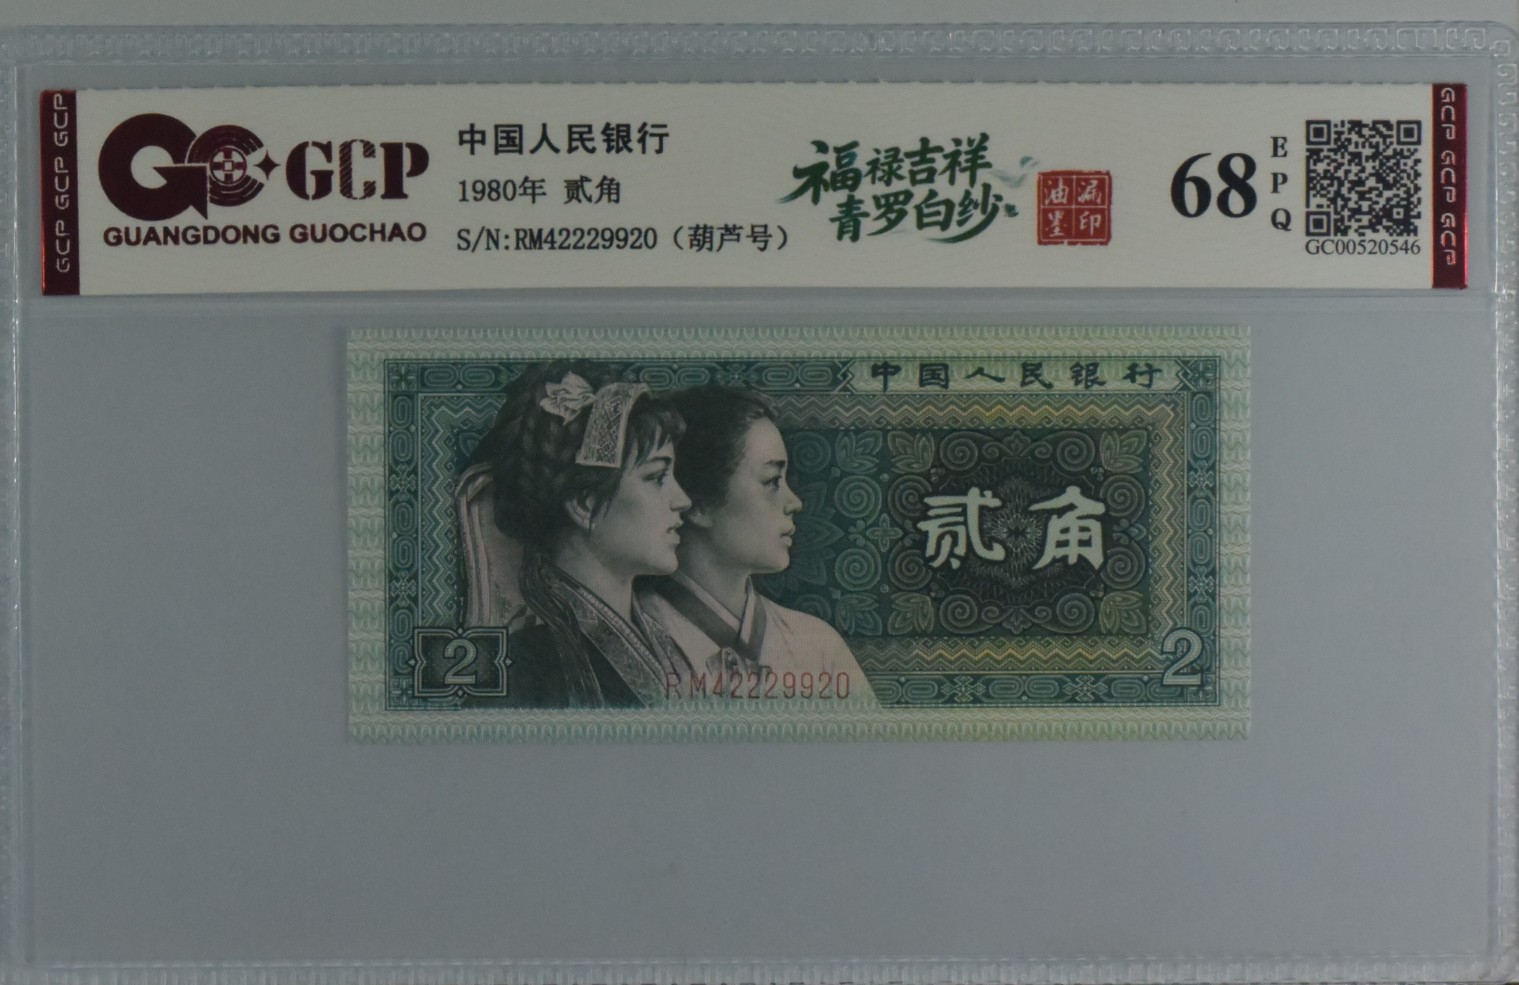 GCP GCP GCP
GCP
GUANGDONG GUOCHAO
中国人民银行
1980年 贰角
S/N:RM42229920（葫芦号）
福禄吉祥
青罗白纱
油漏
墨印
68
EPQ
GC00520546
GCP GCP GCP
中国人民银行
贰角
2
2
RM42229920